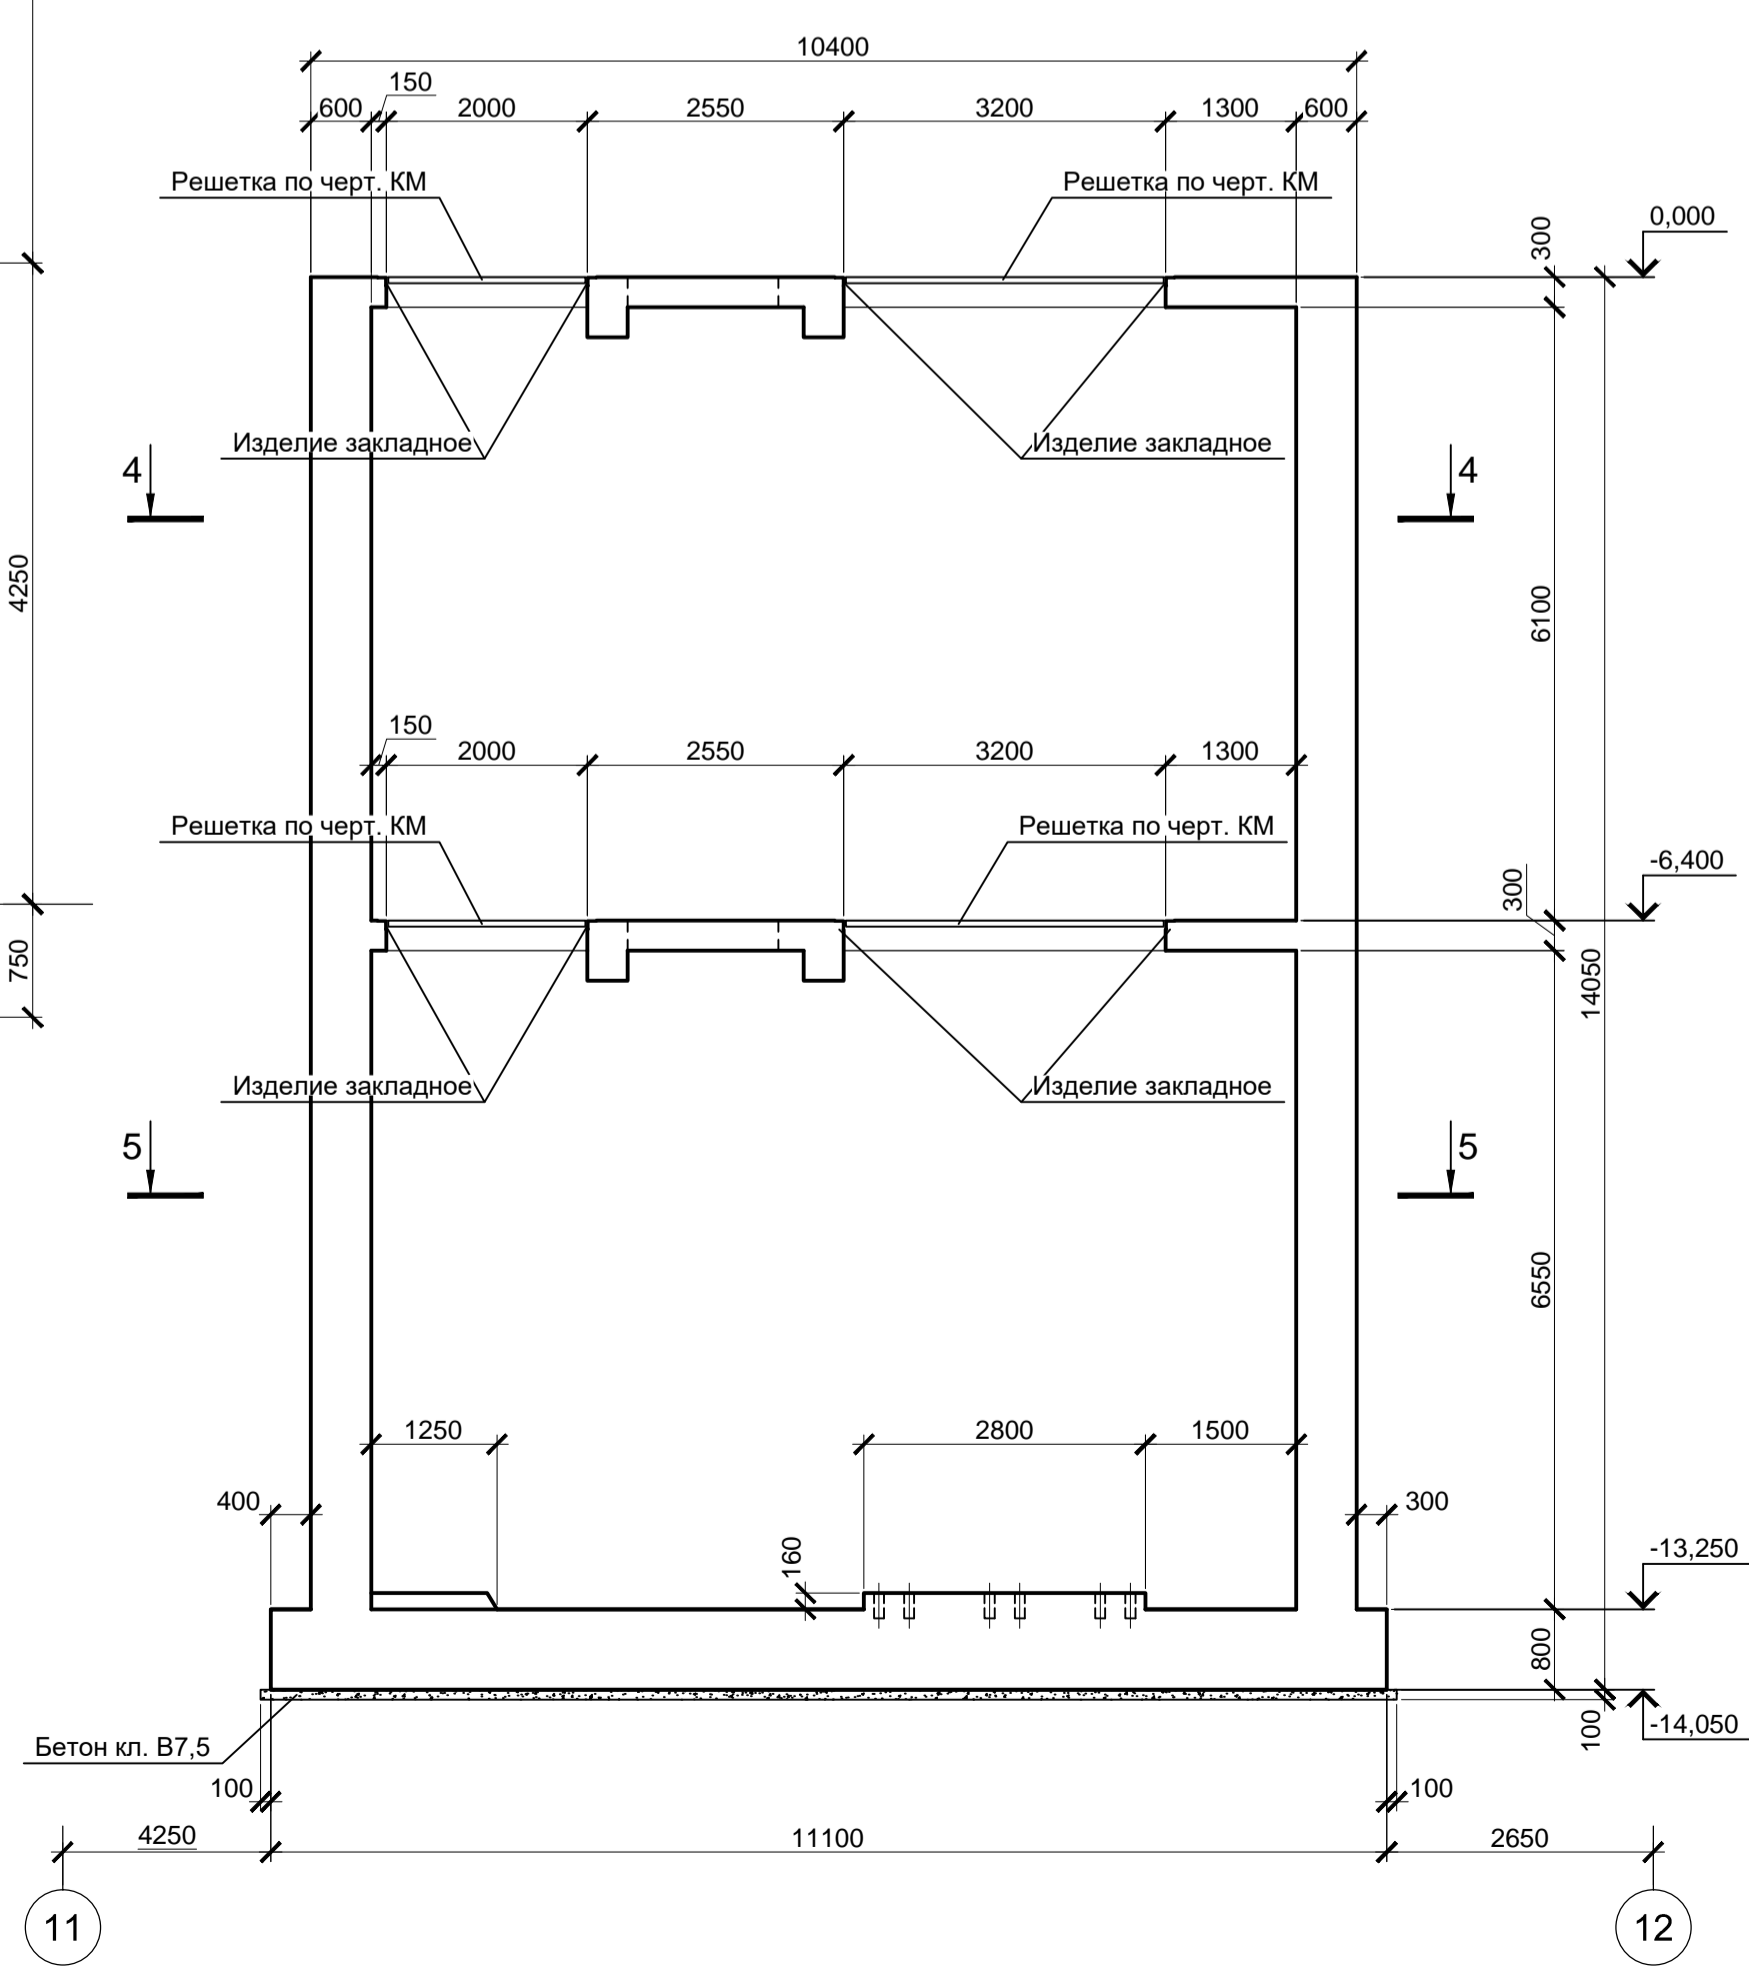 10400
150
600 2000 2550 3200 1300 600
Решетка по черт. КМ
Решетка по черт. КМ
0,000
300
Изделие закладное
Изделие закладное
4
4
4250
6100
150
2000 2550 3200 1300
Решетка по черт. КМ
Решетка по черт. КМ
-6,400
300
750
14050
Изделие закладное
Изделие закладное
5
5
6550
1250 2800 1500
400
300
160
-13,250
800
100
-14,050
Бетон кл. В7,5
100
100
4250 11100 2650
11
12